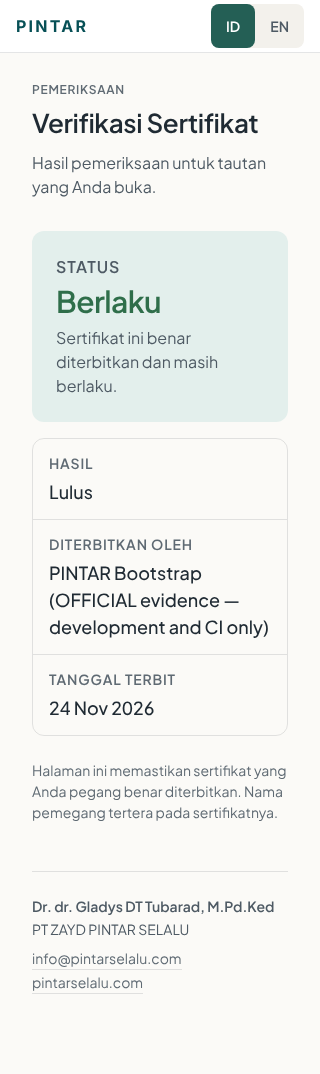 PINTAR
ID
EN
PEMERIKSAAN
Verifikasi Sertifikat
Hasil pemeriksaan untuk tautan
yang Anda buka.
STATUS
Berlaku
Sertifikat ini benar
diterbitkan dan masih
berlaku.
HASIL
Lulus
DITERBITKAN OLEH
PINTAR Bootstrap
(OFFICIAL evidence —
development and CI only)
TANGGAL TERBIT
24 Nov 2026
Halaman ini memastikan sertifikat yang
Anda pegang benar diterbitkan. Nama
pemegang tertera pada sertifikatnya.
Dr. dr. Gladys DT Tubarad, M.Pd.Ked
PT ZAYD PINTAR SELALU
info@pintarselalu.com
pintarselalu.com